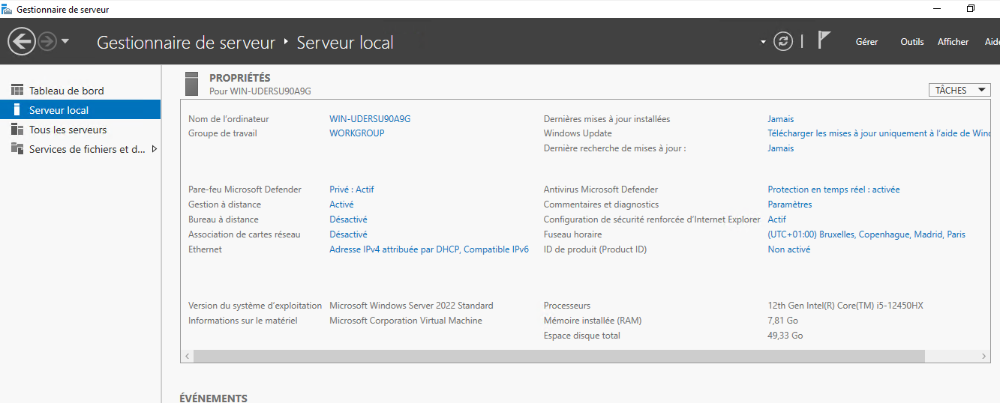 Gestionnaire de serveur
Gestionnaire de serveur ‣ Serveur local
Gérer Outils Afficher Aide
Tableau de bord
Serveur local
Tous les serveurs
Services de fichiers et d...
PROPRIÉTÉS
Pour WIN-UDERSU90A9G
TÂCHES
Nom de l'ordinateur WIN-UDERSU90A9G Dernières mises à jour installées Jamais
Groupe de travail WORKGROUP Windows Update Télécharger les mises à jour uniquement à l'aide de Winc
Dernière recherche de mises à jour : Jamais
Pare-feu Microsoft Defender Privé : Actif Antivirus Microsoft Defender Protection en temps réel : activée
Gestion à distance Activé Commentaires et diagnostics Paramètres
Bureau à distance Désactivé Configuration de sécurité renforcée d'Internet Explorer Actif
Association de cartes réseau Désactivé Fuseau horaire (UTC+01:00) Bruxelles, Copenhague, Madrid, Paris
Ethernet Adresse IPv4 attribuée par DHCP, Compatible IPv6 ID de produit (Product ID) Non activé
Version du système d'exploitation Microsoft Windows Server 2022 Standard Processeurs 12th Gen Intel(R) Core(TM) i5-12450HX
Informations sur le matériel Microsoft Corporation Virtual Machine Mémoire installée (RAM) 7,81 Go
Espace disque total 49,33 Go
ÉVÉNEMENTS